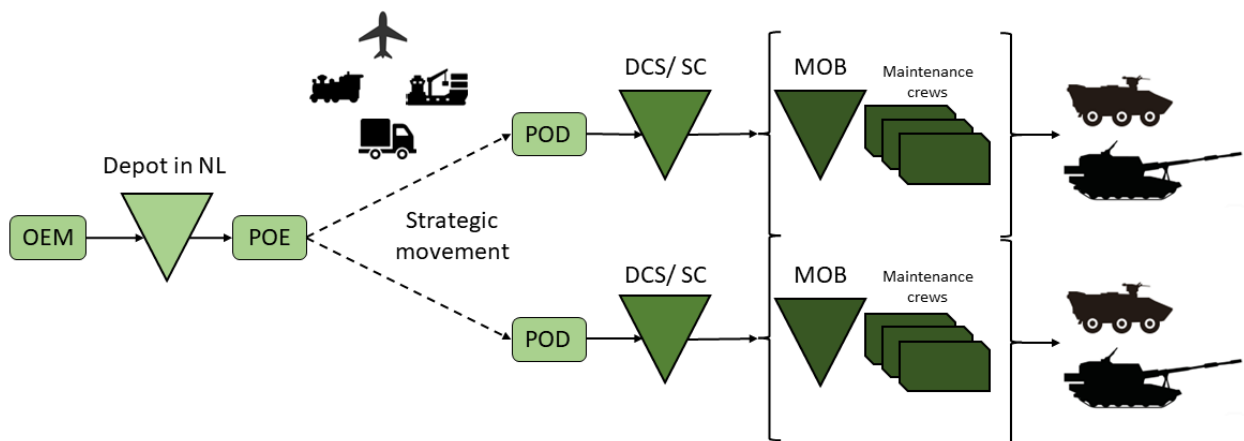 OEM
Depot in NL
POE
Strategic
movement
POD
DCS/ SC
MOB
Maintenance
crews
POD
DCS/ SC
MOB
Maintenance
crews